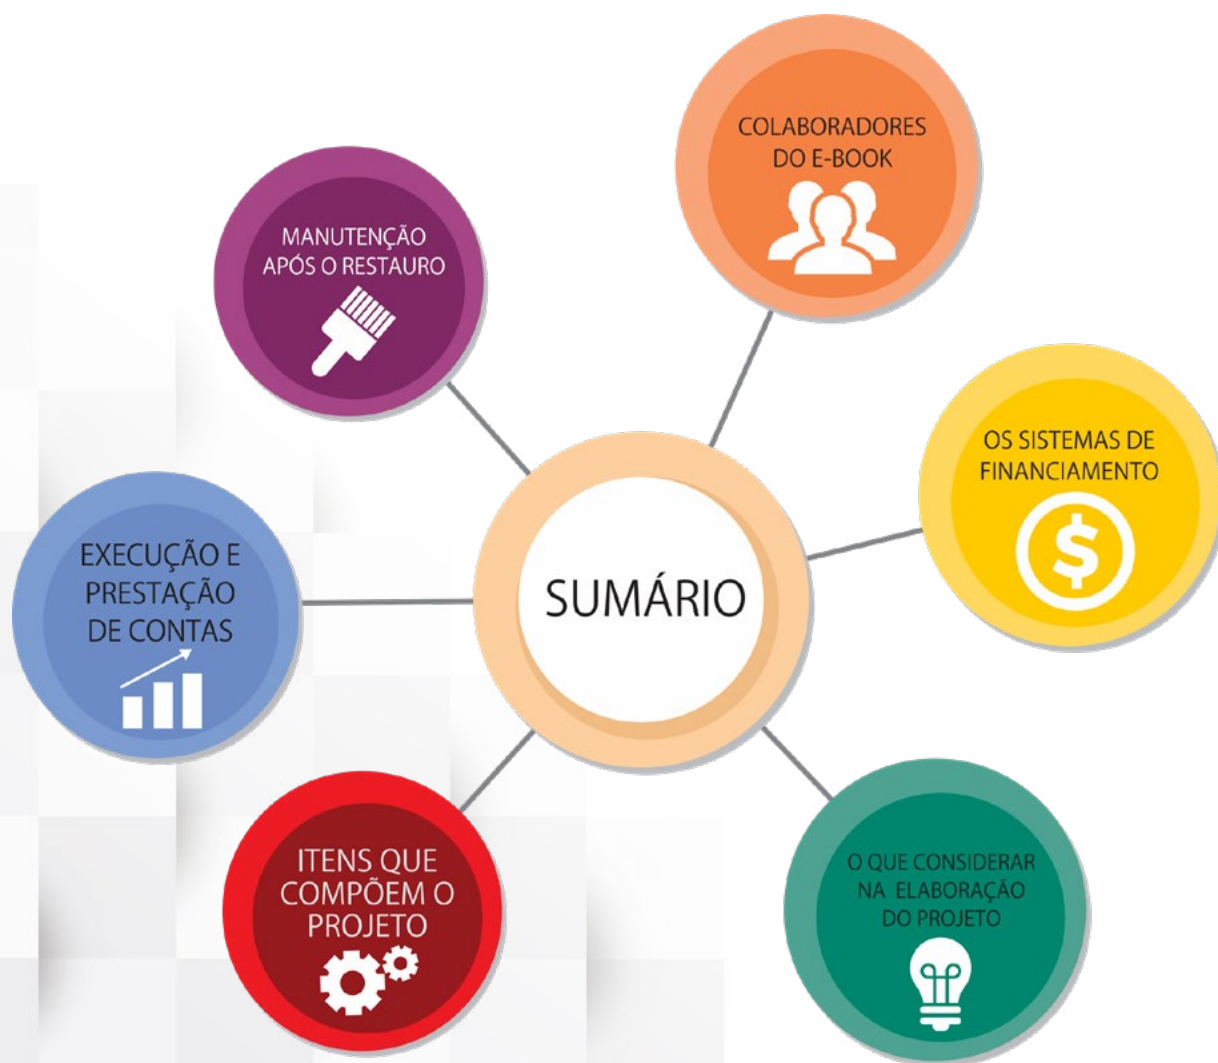 COLABORADORES
DO E-BOOK
MANUTENÇÃO
APÓS O RESTAURO
OS SISTEMAS DE
FINANCIAMENTO
$
EXECUÇÃO E
PRESTAÇÃO
DE CONTAS
SUMÁRIO
ITENS QUE
COMPÕEM O
PROJETO
O QUE CONSIDERAR
NA ELABORAÇÃO
DO PROJETO